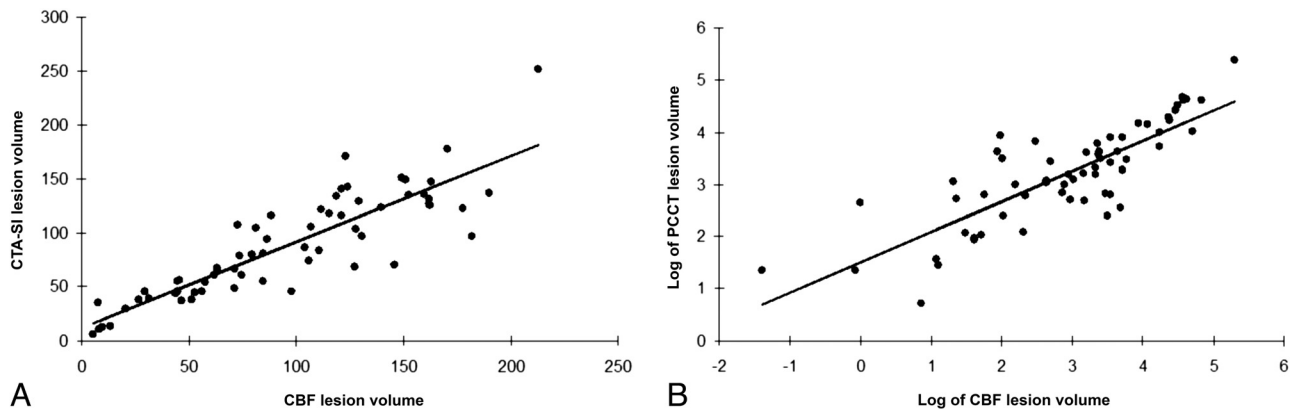 300
250
200
150
100
50
0
0 50 100 150 200 250
CTA-SI lesion volume
CBF lesion volume
A
6
5
4
3
2
1
0
-2 -1 0 1 2 3 4 5 6
Log of PCCT lesion volume
Log of CBF lesion volume
B